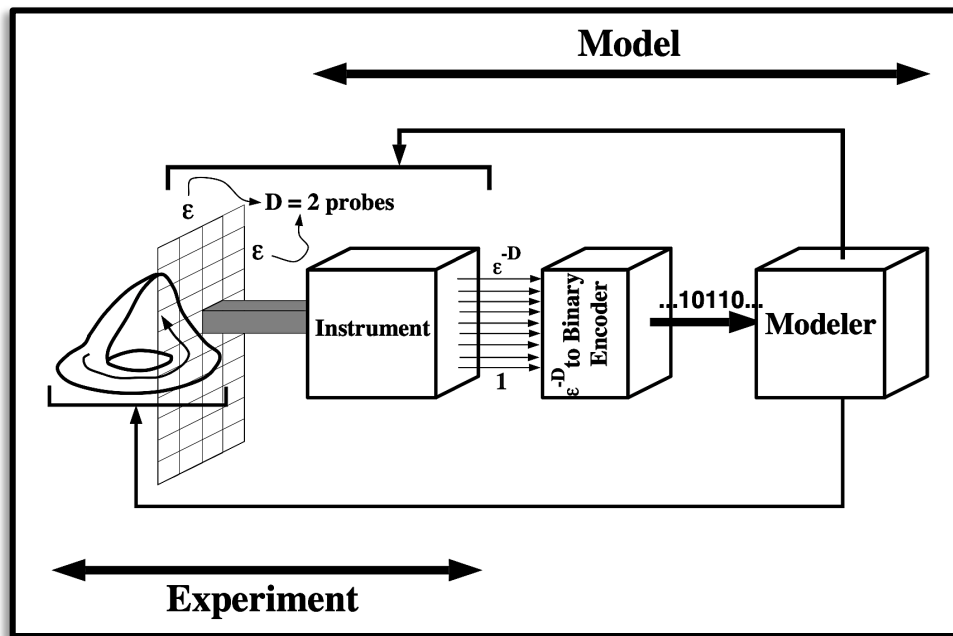 Model
ε
D = 2 probes
ε
Instrument
ε-D
1
ε-D to Binary
Encoder
...10110...
Modeler
Experiment